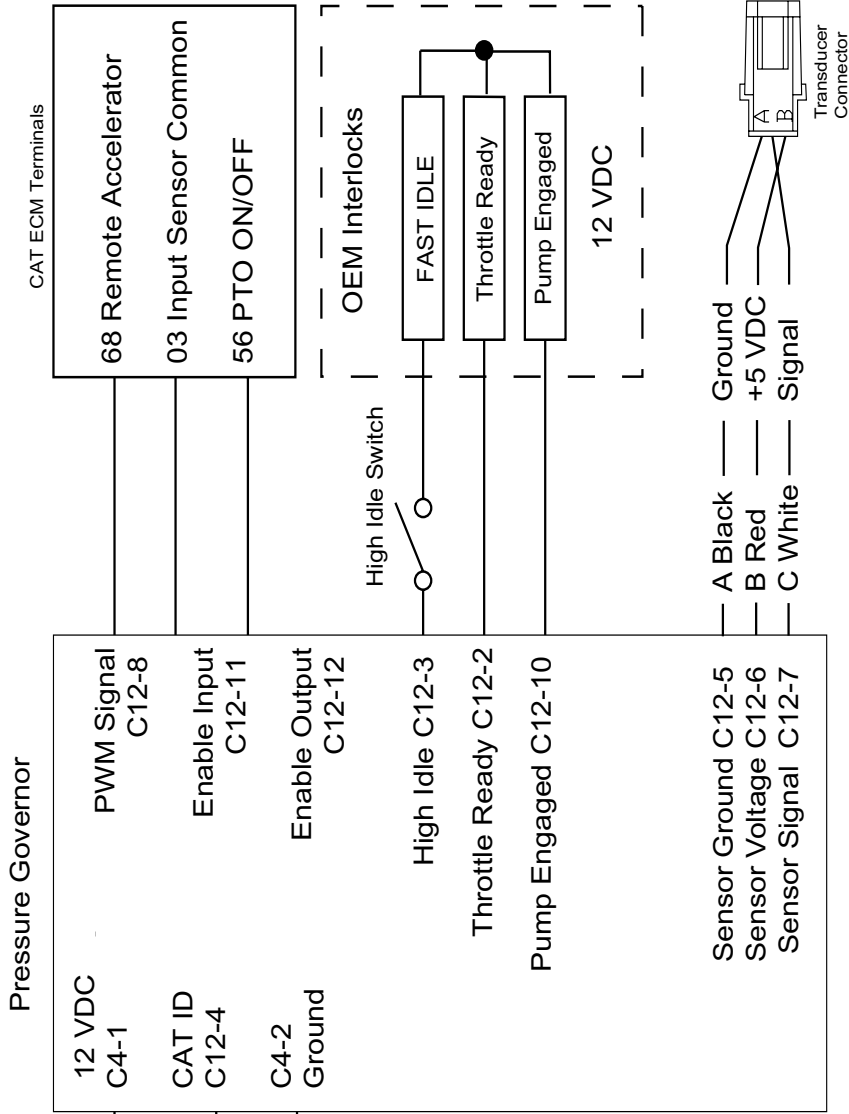 Pressure Governor
12 VDC
C4-1
CAT ID
C12-4
C4-2
Ground
PWM Signal
C12-8
Enable Input
C12-11
Enable Output
C12-12
High Idle C12-3
Throttle Ready C12-2
Pump Engaged C12-10
Sensor Ground C12-5
Sensor Voltage C12-6
Sensor Signal C12-7
High Idle Switch
A Black
B Red
C White
Ground
+5 VDC
Signal
CAT ECM Terminals
68 Remote Accelerator
03 Input Sensor Common
56 PTO ON/OFF
OEM Interlocks
FAST IDLE
Throttle Ready
Pump Engaged
12 VDC
A
B
Transducer
Connector